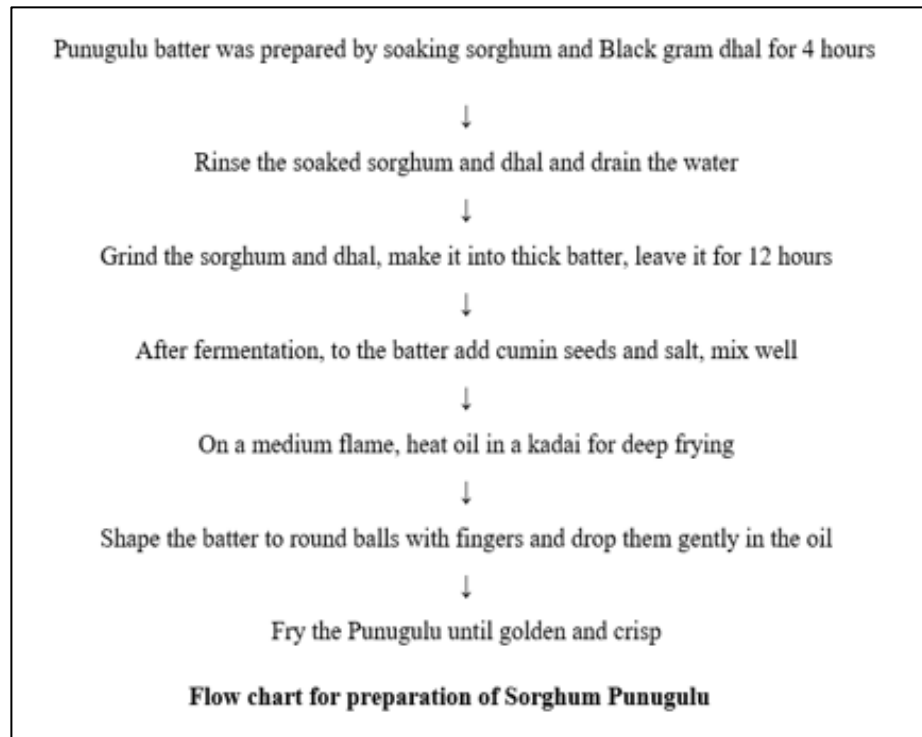 Punugulu batter was prepared by soaking sorghum and Black gram dhal for 4 hours
↓
Rinse the soaked sorghum and dhal and drain the water
↓
Grind the sorghum and dhal, make it into thick batter, leave it for 12 hours
↓
After fermentation, to the batter add cumin seeds and salt, mix well
↓
On a medium flame, heat oil in a kadai for deep frying
↓
Shape the batter to round balls with fingers and drop them gently in the oil
↓
Fry the Punugulu until golden and crisp
Flow chart for preparation of Sorghum Punugulu